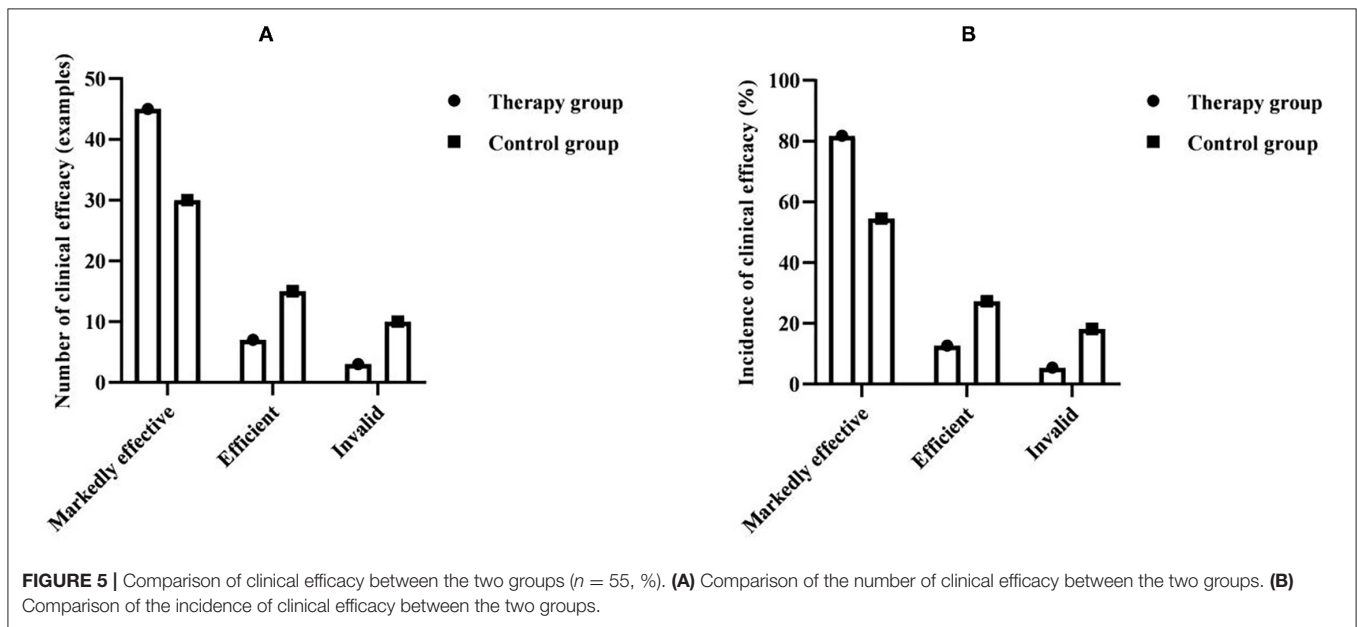 A
Number of clinical efficacy (examples)
50
40
30
20
10
0
Markedly effective
Efficient
Invalid
Therapy group
Control group
B
Incidence of clinical efficacy (%)
100
80
60
40
20
0
Markedly effective
Efficient
Invalid
Therapy group
Control group
FIGURE 5 | Comparison of clinical efficacy between the two groups (n = 55, %). (A) Comparison of the number of clinical efficacy between the two groups. (B)
Comparison of the incidence of clinical efficacy between the two groups.